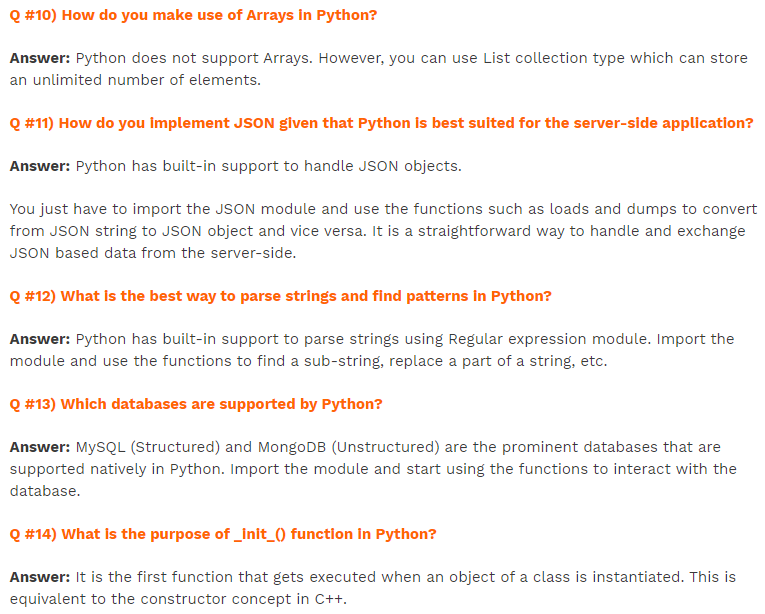 Q #10) How do you make use of Arrays in Python?
Answer: Python does not support Arrays. However, you can use List collection type which can store
an unlimited number of elements.
Q #11) How do you implement JSON given that Python is best suited for the server-side application?
Answer: Python has built-in support to handle JSON objects.
You just have to import the JSON module and use the functions such as loads and dumps to convert
from JSON string to JSON object and vice versa. It is a straightforward way to handle and exchange
JSON based data from the server-side.
Q #12) What is the best way to parse strings and find patterns in Python?
Answer: Python has built-in support to parse strings using Regular expression module. Import the
module and use the functions to find a sub-string, replace a part of a string, etc.
Q #13) Which databases are supported by Python?
Answer: MySQL (Structured) and MongoDB (Unstructured) are the prominent databases that are
supported natively in Python. Import the module and start using the functions to interact with the
database.
Q #14) What is the purpose of _init_() function in Python?
Answer: It is the first function that gets executed when an object of a class is instantiated. This is
equivalent to the constructor concept in C++.